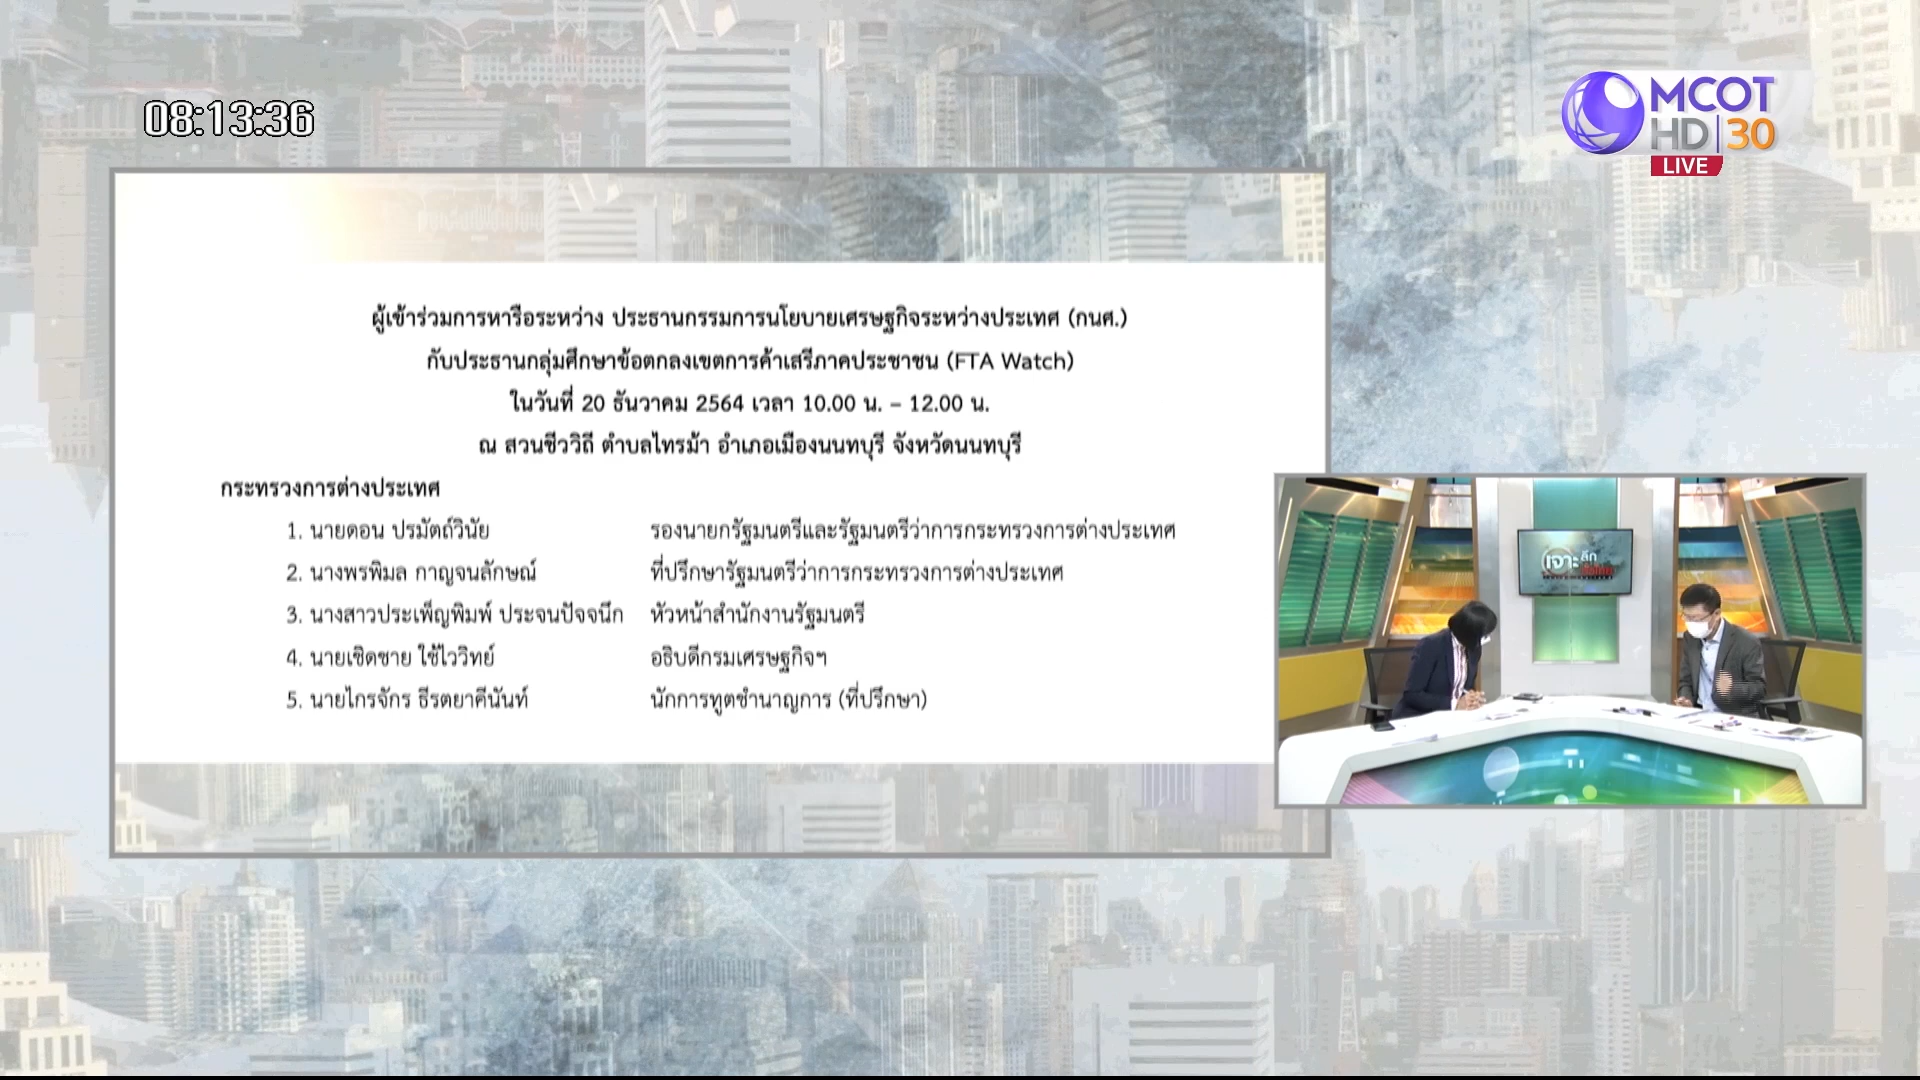 08:13:36
MCOT
HD 30
LIVE
ผู้เข้าร่วมการหารือระหว่าง ประธานกรรมการนโยบายเศรษฐกิจระหว่างประเทศ (กนศ.)
กับประธานกลุ่มศึกษาข้อตกลงเขตการค้าเสรีภาคประชาชน (FTA Watch)
ในวันที่ 20 ธันวาคม 2564 เวลา 10.00 น. – 12.00 น.
ณ สวนชีววิถี ตำบลไทรม้า อำเภอเมืองนนทบุรี จังหวัดนนทบุรี
กระทรวงการต่างประเทศ
1. นายดอน ปรมัตถ์วินัย รองนายกรัฐมนตรีและรัฐมนตรีว่าการกระทรวงการต่างประเทศ
2. นางพรพิมล กาญจนลักษณ์ ที่ปรึกษารัฐมนตรีว่าการกระทรวงการต่างประเทศ
3. นางสาวประเพ็ญพิมพ์ ประจนปัจจนึก หัวหน้าสำนักงานรัฐมนตรี
4. นายเชิดชาย ใช้ไววิทย์ อธิบดีกรมเศรษฐกิจฯ
5. นายไกรจักร ธีรตยาคีนันท์ นักการทูตชำนาญการ (ที่ปรึกษา)
เจาะลึก